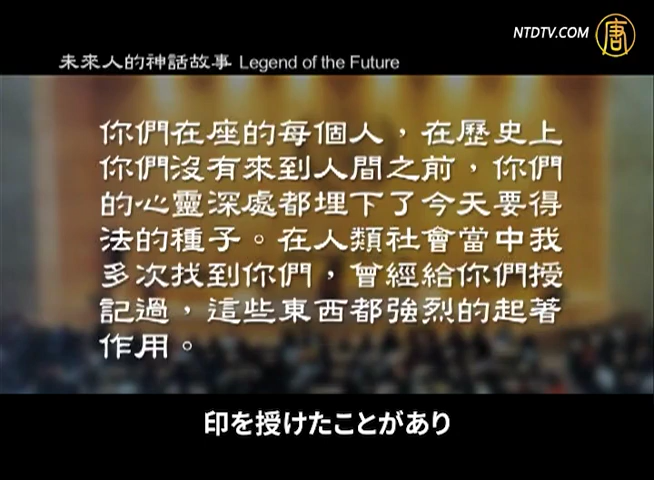 NTDTV.COM
唐
未來人的神話故事 Legend of the Future
你們在座的每個人，在歷史上
你們沒有來到人間之前，你們
的心靈深處都埋下了今天要得
法的種子。在人類社會當中我
多次找到你們，曾經給你們授
記過，這些東西都強烈的起著
作用。
印を授けたことがあり